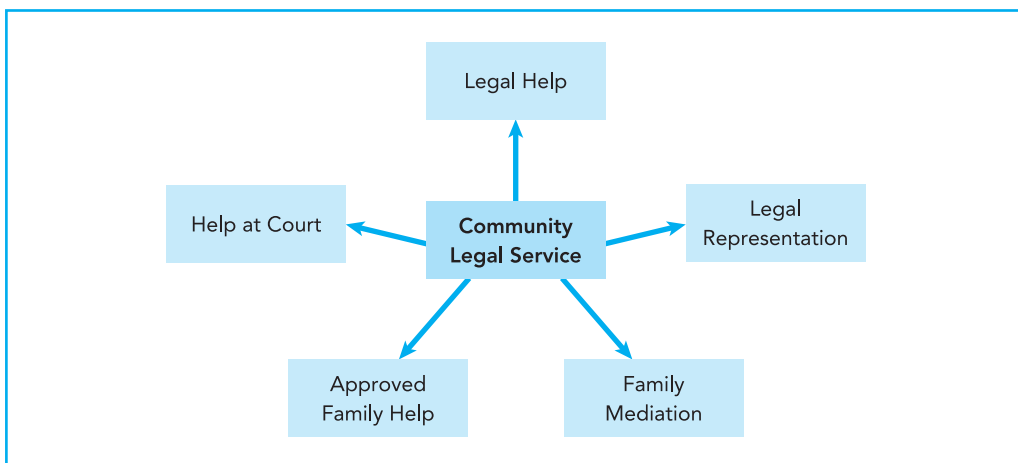 Legal Help
Help at Court
Community
Legal Service
Legal
Representation
Approved
Family Help
Family
Mediation